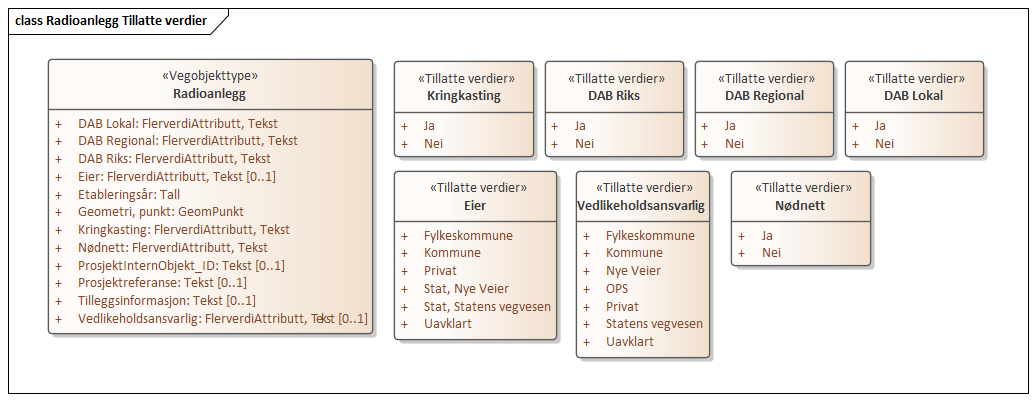 class Radioanlegg Tillatte verdier
«Vegobjekttype»
Radioanlegg
+ DAB Lokal: FlerverdiAttributt, Tekst
+ DAB Regional: FlerverdiAttributt, Tekst
+ DAB Riks: FlerverdiAttributt, Tekst
+ Eier: FlerverdiAttributt, Tekst [0..1]
+ Etableringsår: Tall
+ Geometri, punkt: GeomPunkt
+ Kringkasting: FlerverdiAttributt, Tekst
+ Nødnett: FlerverdiAttributt, Tekst
+ ProsjektInternObjekt_ID: Tekst [0..1]
+ Prosjektreferanse: Tekst [0..1]
+ Tilleggsinformasjon: Tekst [0..1]
+ Vedlikeholdsansvarlig: FlerverdiAttributt, Tekst [0..1]
«Tillatte verdier»
Kringkasting
+ Ja
+ Nei
«Tillatte verdier»
DAB Riks
+ Ja
+ Nei
«Tillatte verdier»
DAB Regional
+ Ja
+ Nei
«Tillatte verdier»
DAB Lokal
+ Ja
+ Nei
«Tillatte verdier»
Eier
+ Fylkeskommune
+ Kommune
+ Privat
+ Stat, Nye Veier
+ Stat, Statens vegvesen
+ Uavklart
«Tillatte verdier»
Vedlikeholdsansvarlig
+ Fylkeskommune
+ Kommune
+ Nye Veier
+ OPS
+ Privat
+ Statens vegvesen
+ Uavklart
«Tillatte verdier»
Nødnett
+ Ja
+ Nei